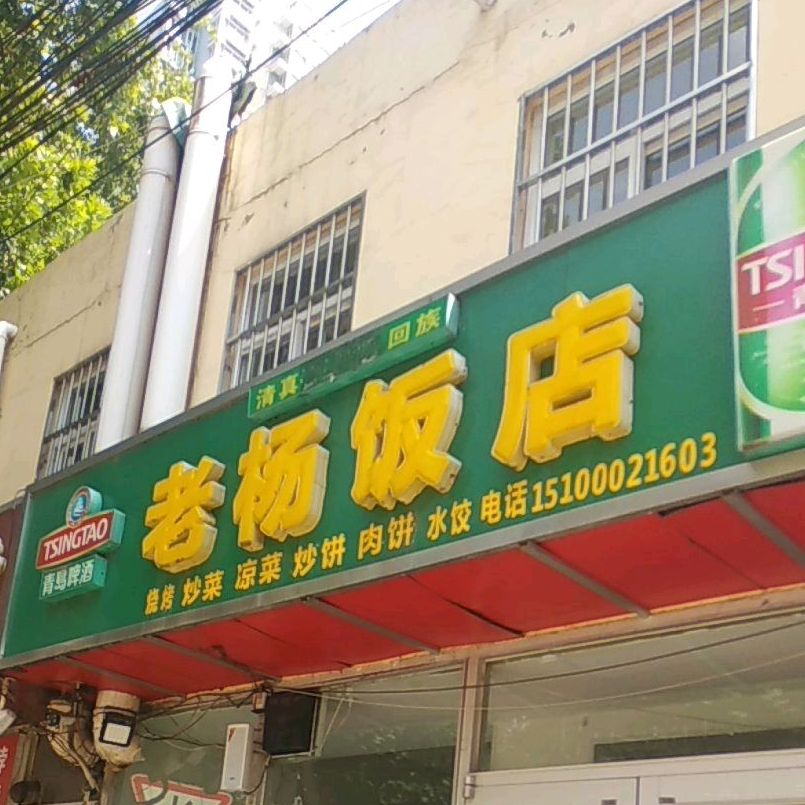 清真 回族
老杨饭店
烧烤 炒菜 凉菜 炒饼 肉饼 水饺 电话15100021603
TSINGTAO
青岛啤酒
TSI